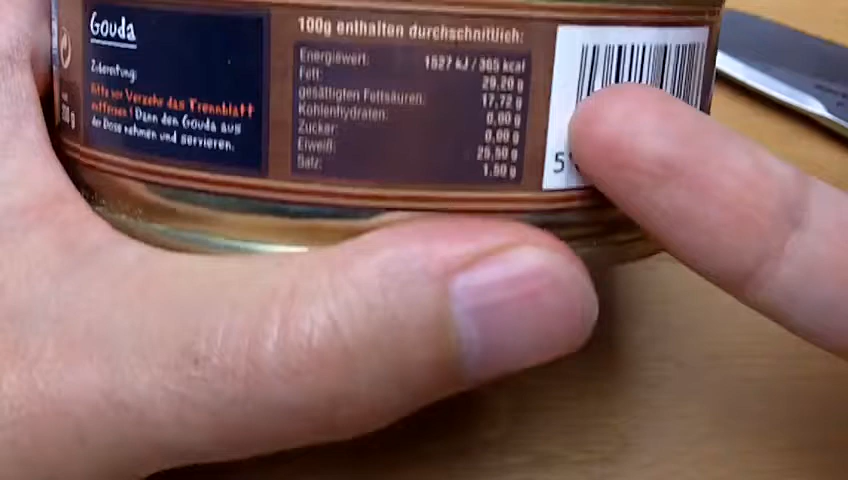 Gouda
Zubereitung:
Bitte vor Verzehr das Trennblatt
entfernen! Dann den Gouda aus
der Dose nehmen und servieren.
100g enthalten durchschnittlich:
Energiewert: 1527 kJ / 365 kcal
Fett: 29,20 g
gesättigten Fettsäuren: 17,72 g
Kohlenhydraten: 0,00 g
Zucker: 0,00 g
Eiweiß: 25,50 g
Salz: 1,50 g
5